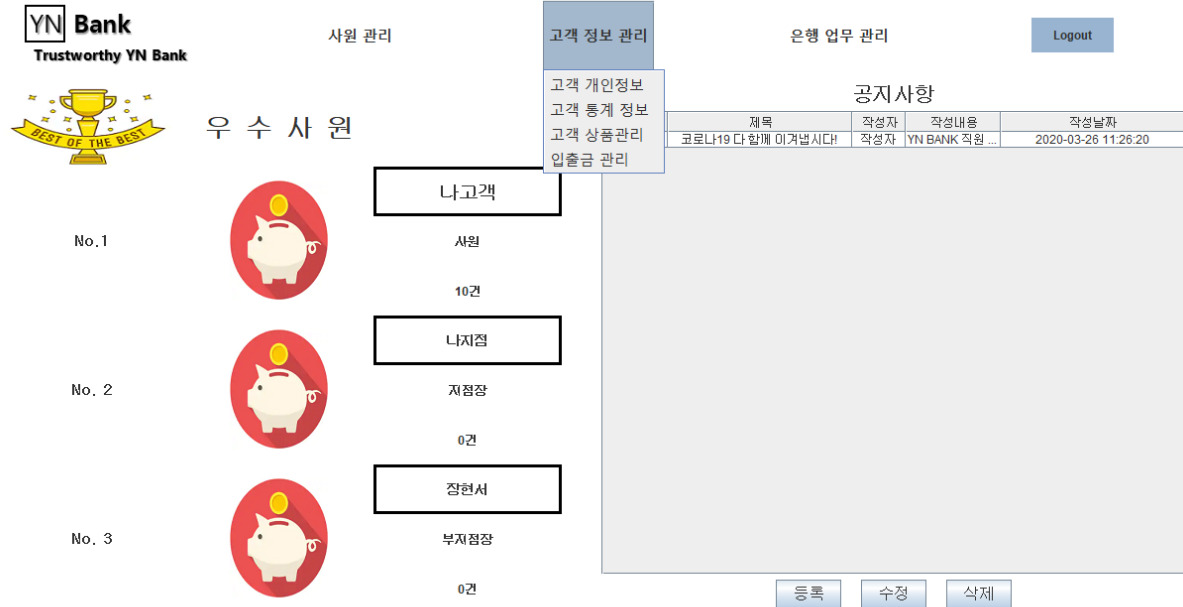 YN Bank
Trustworthy YN Bank
사원 관리
고객 정보 관리
은행 업무 관리
Logout
고객 개인정보
고객 통계 정보
고객 상품관리
입출금 관리
BEST OF THE BEST
우 수 사 원
공지사항
제목 작성자 작성내용 작성날짜
코로나19 다 함께 이겨냅시다! 작성자 YN BANK 직원 ... 2020-03-26 11:26:20
No.1
나고객
사원
10건
No. 2
나지점
지점장
0건
No. 3
장현서
부지점장
0건
등록 수정 삭제